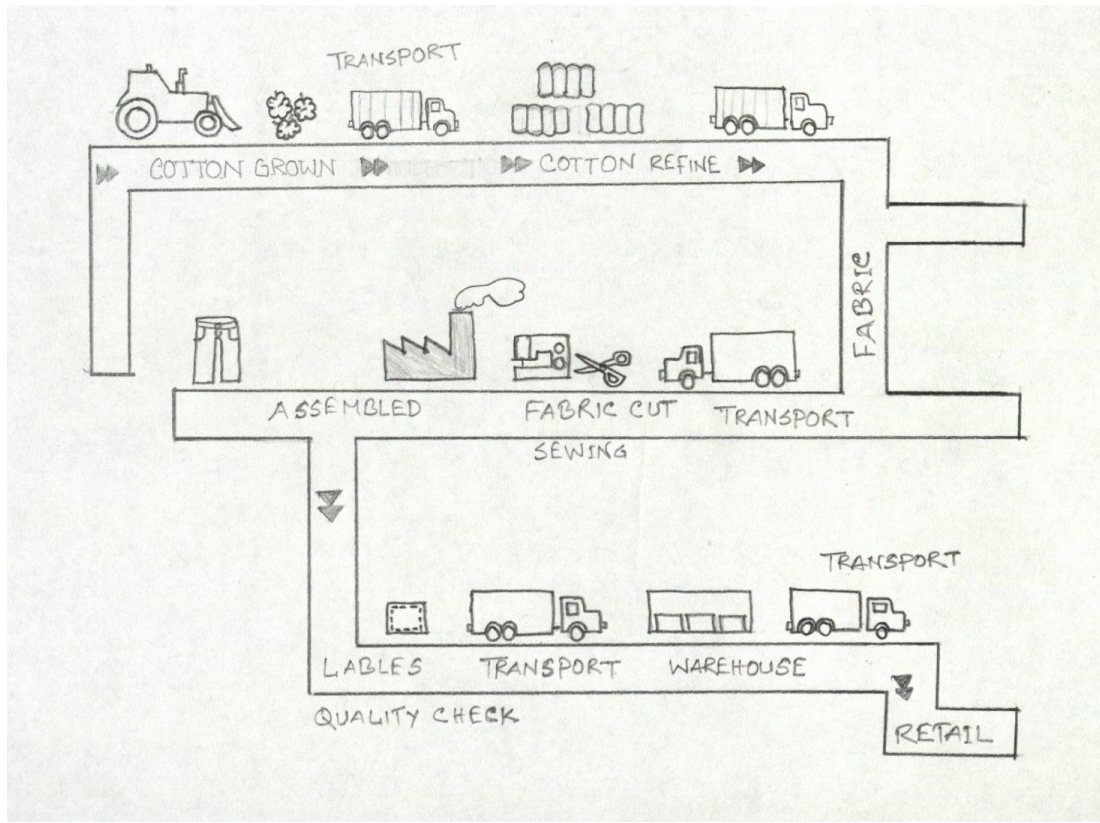 TRANSPORT
COTTON GROWN
COTTON REFINE
FABRIC
ASSEMBLED
FABRIC CUT
TRANSPORT
SEWING
TRANSPORT
LABLES
TRANSPORT
WAREHOUSE
QUALITY CHECK
RETAIL